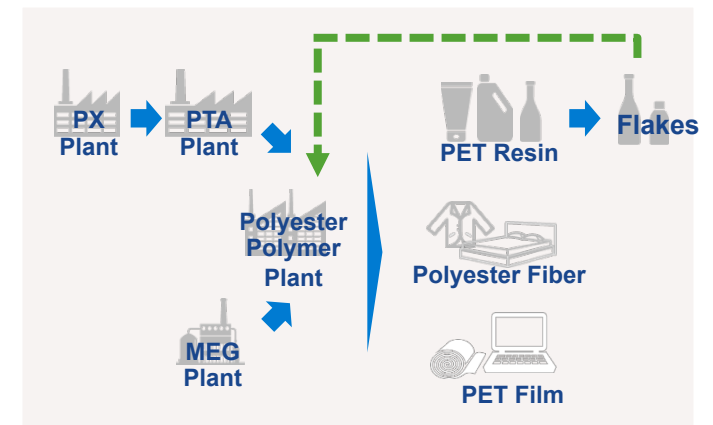 PX
Plant
PTA
Plant
Polyester
Polymer
Plant
MEG
Plant
PET Resin
Flakes
Polyester Fiber
PET Film